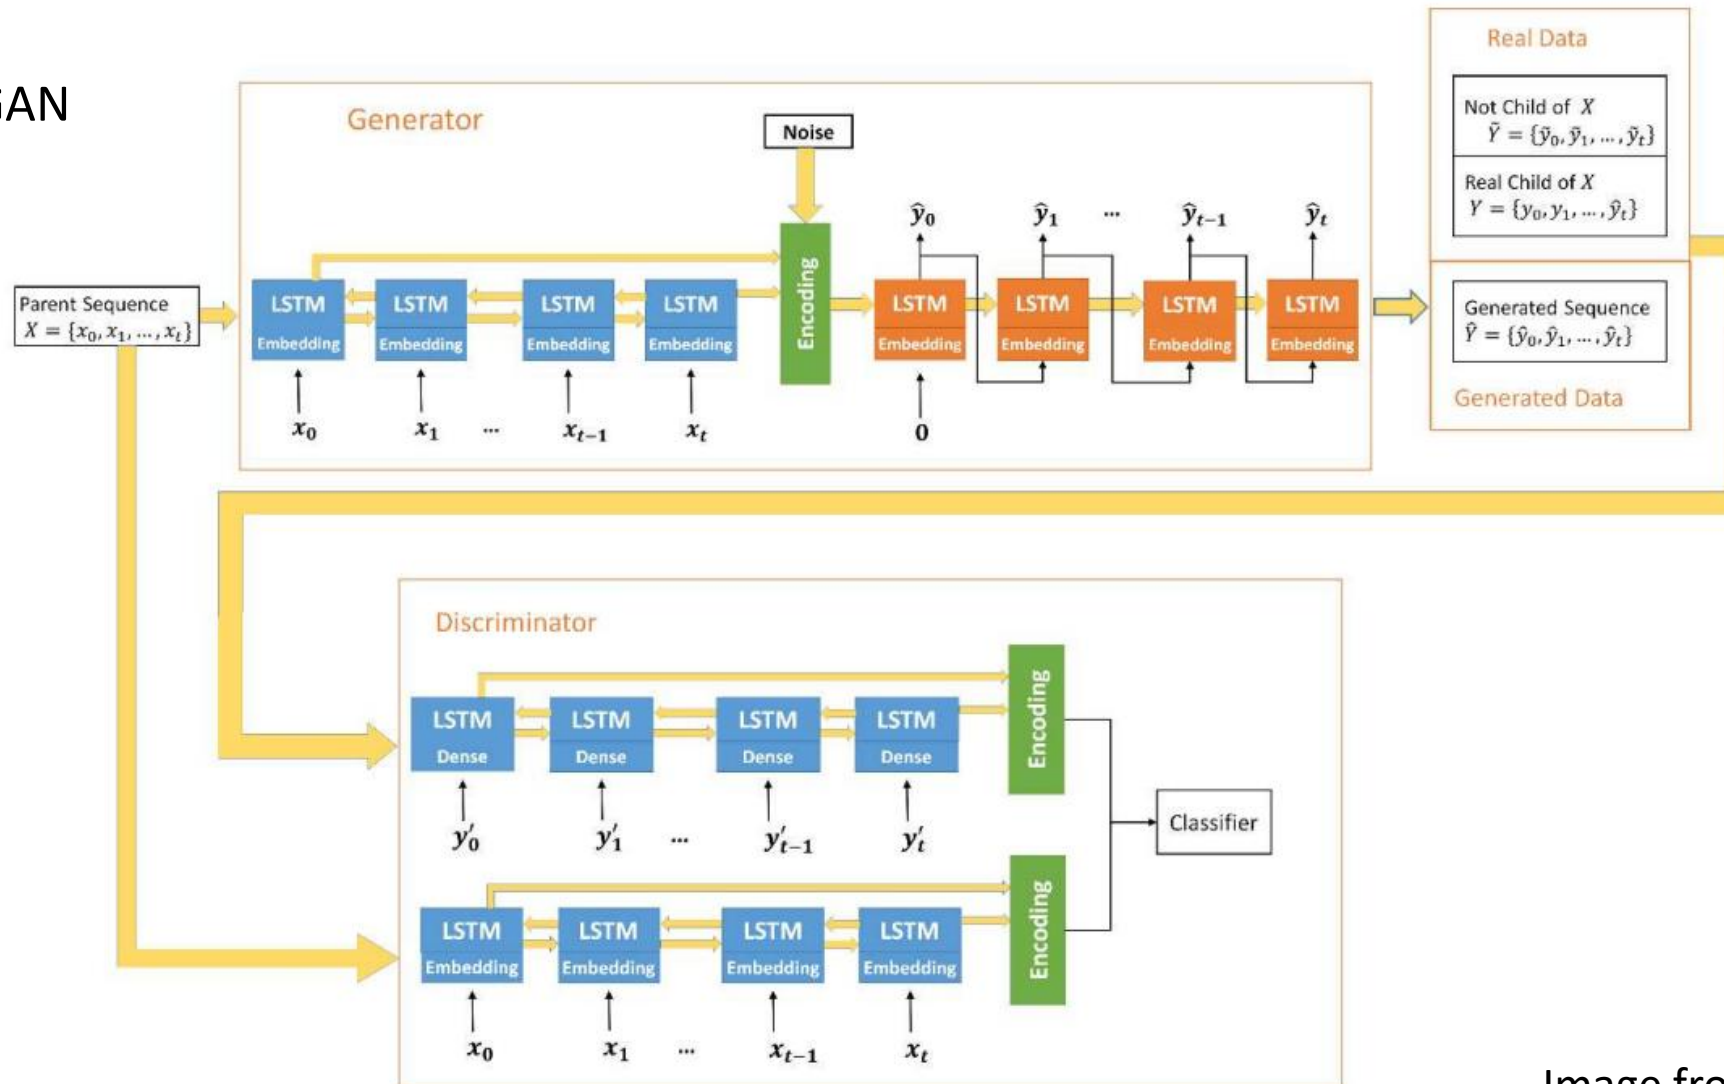 GAN
Generator
Noise
Real Data
Not Child of X
Ỹ = {ỹ₀, ỹ₁, ..., ỹₜ}
Real Child of X
Y = {y₀, y₁, ..., ŷₜ}
Generated Sequence
Ŷ = {ŷ₀, ŷ₁, ..., ŷₜ}
Generated Data
Parent Sequence
X = {x₀, x₁, ..., xₜ}
ŷ₀ ŷ₁ ... ŷₜ₋₁ ŷₜ
LSTM LSTM LSTM LSTM Encoding LSTM LSTM LSTM LSTM
Embedding Embedding Embedding Embedding Embedding Embedding Embedding Embedding
x₀ x₁ ... xₜ₋₁ xₜ 0
Discriminator
LSTM LSTM LSTM LSTM Encoding
Dense Dense Dense Dense
y′₀ y′₁ ... y′ₜ₋₁ y′ₜ
Classifier
LSTM LSTM LSTM LSTM Encoding
Embedding Embedding Embedding Embedding
x₀ x₁ ... xₜ₋₁ xₜ
Image fro